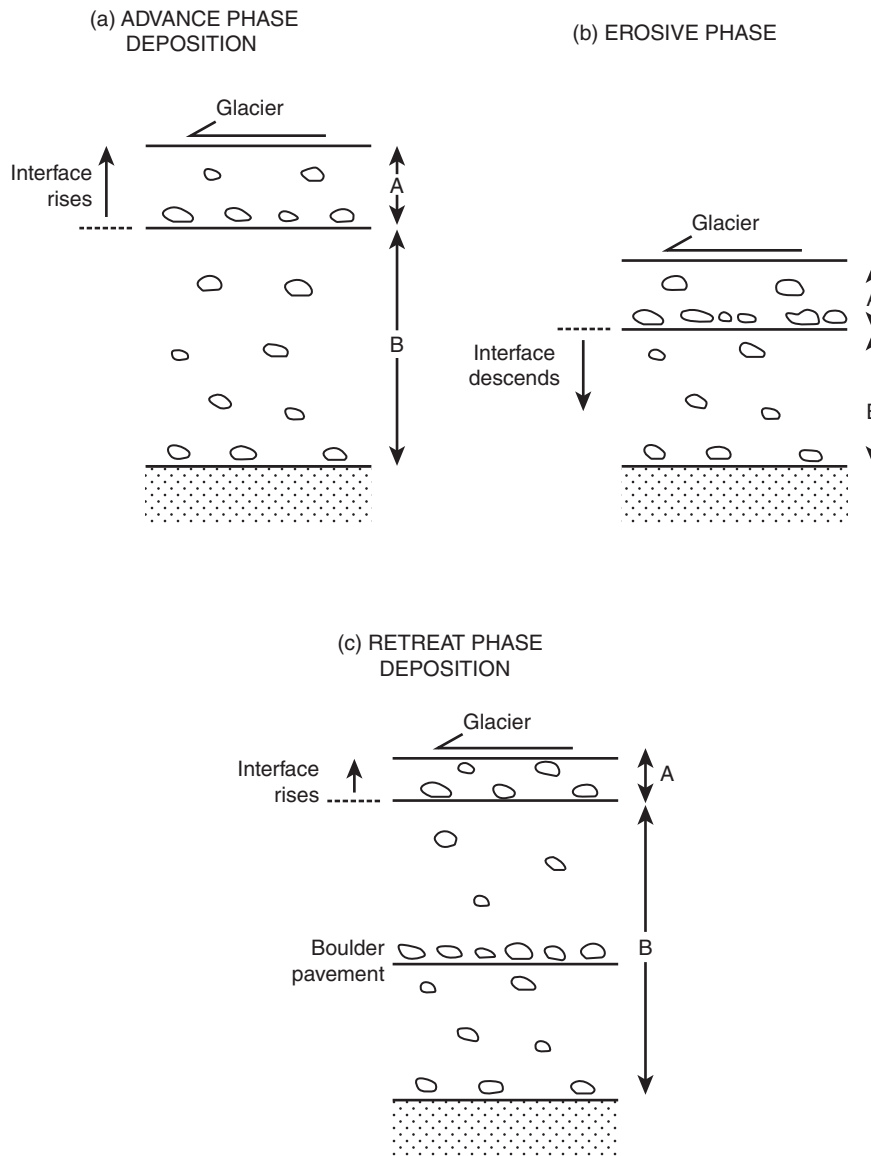 (a) ADVANCE PHASE
DEPOSITION
Glacier
Interface
rises
A
B
(b) EROSIVE PHASE
Glacier
A
Interface
descends
(c) RETREAT PHASE
DEPOSITION
Glacier
Interface
rises
A
Boulder
pavement
B